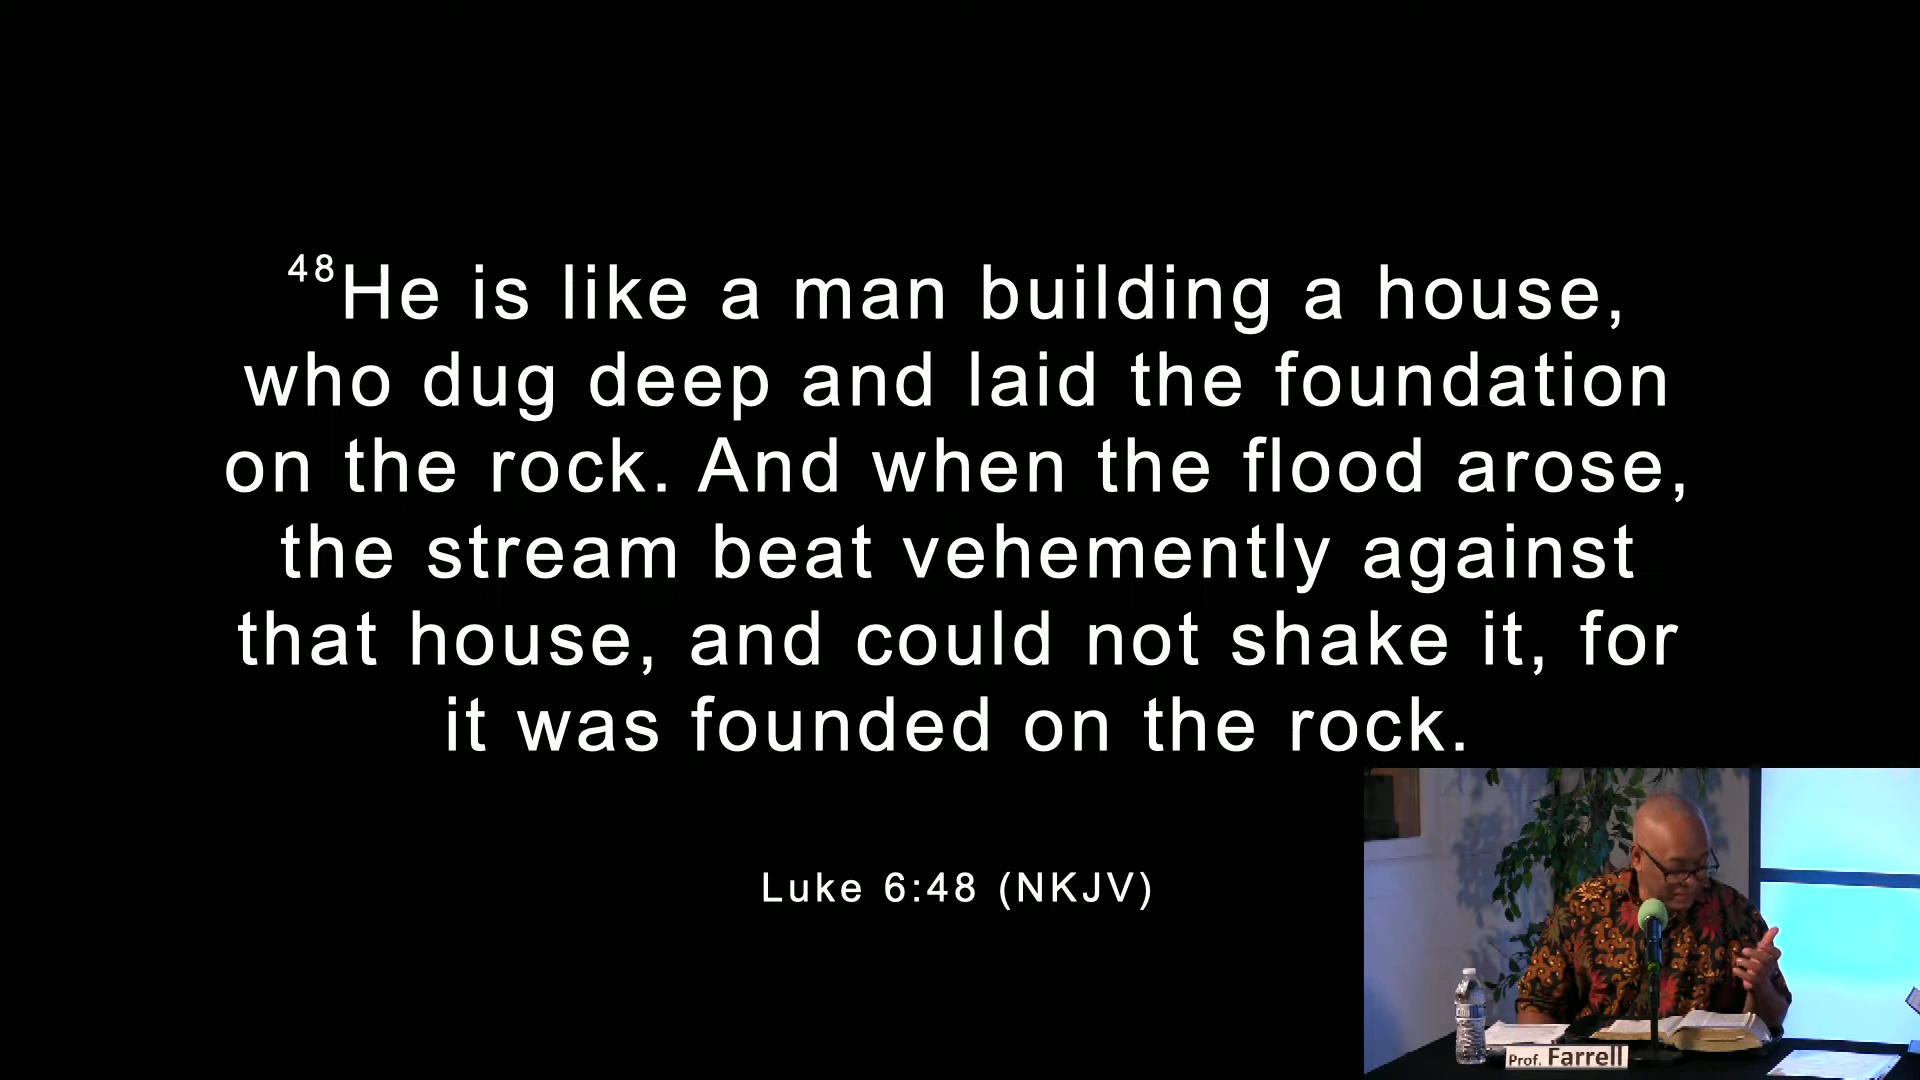 48He is like a man building a house,
who dug deep and laid the foundation
on the rock. And when the flood arose,
the stream beat vehemently against
that house, and could not shake it, for
it was founded on the rock.
Luke 6:48 (NKJV)
Prof. Farrell